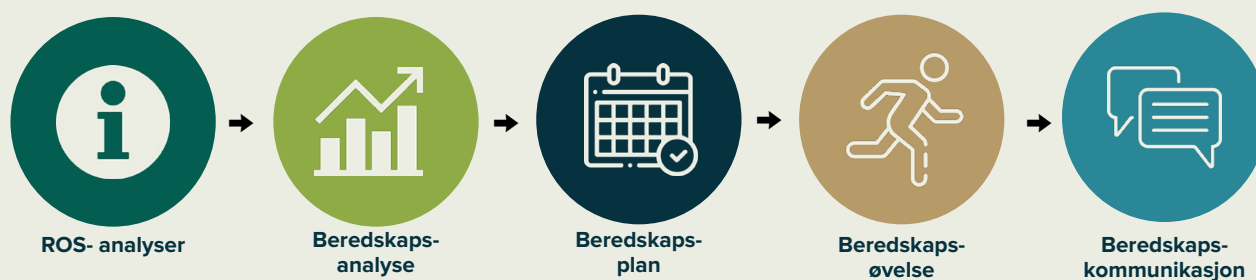 ROS- analyser
Beredskaps-
analyse
Beredskaps-
plan
Beredskaps-
øvelse
Beredskaps-
kommunikasjon